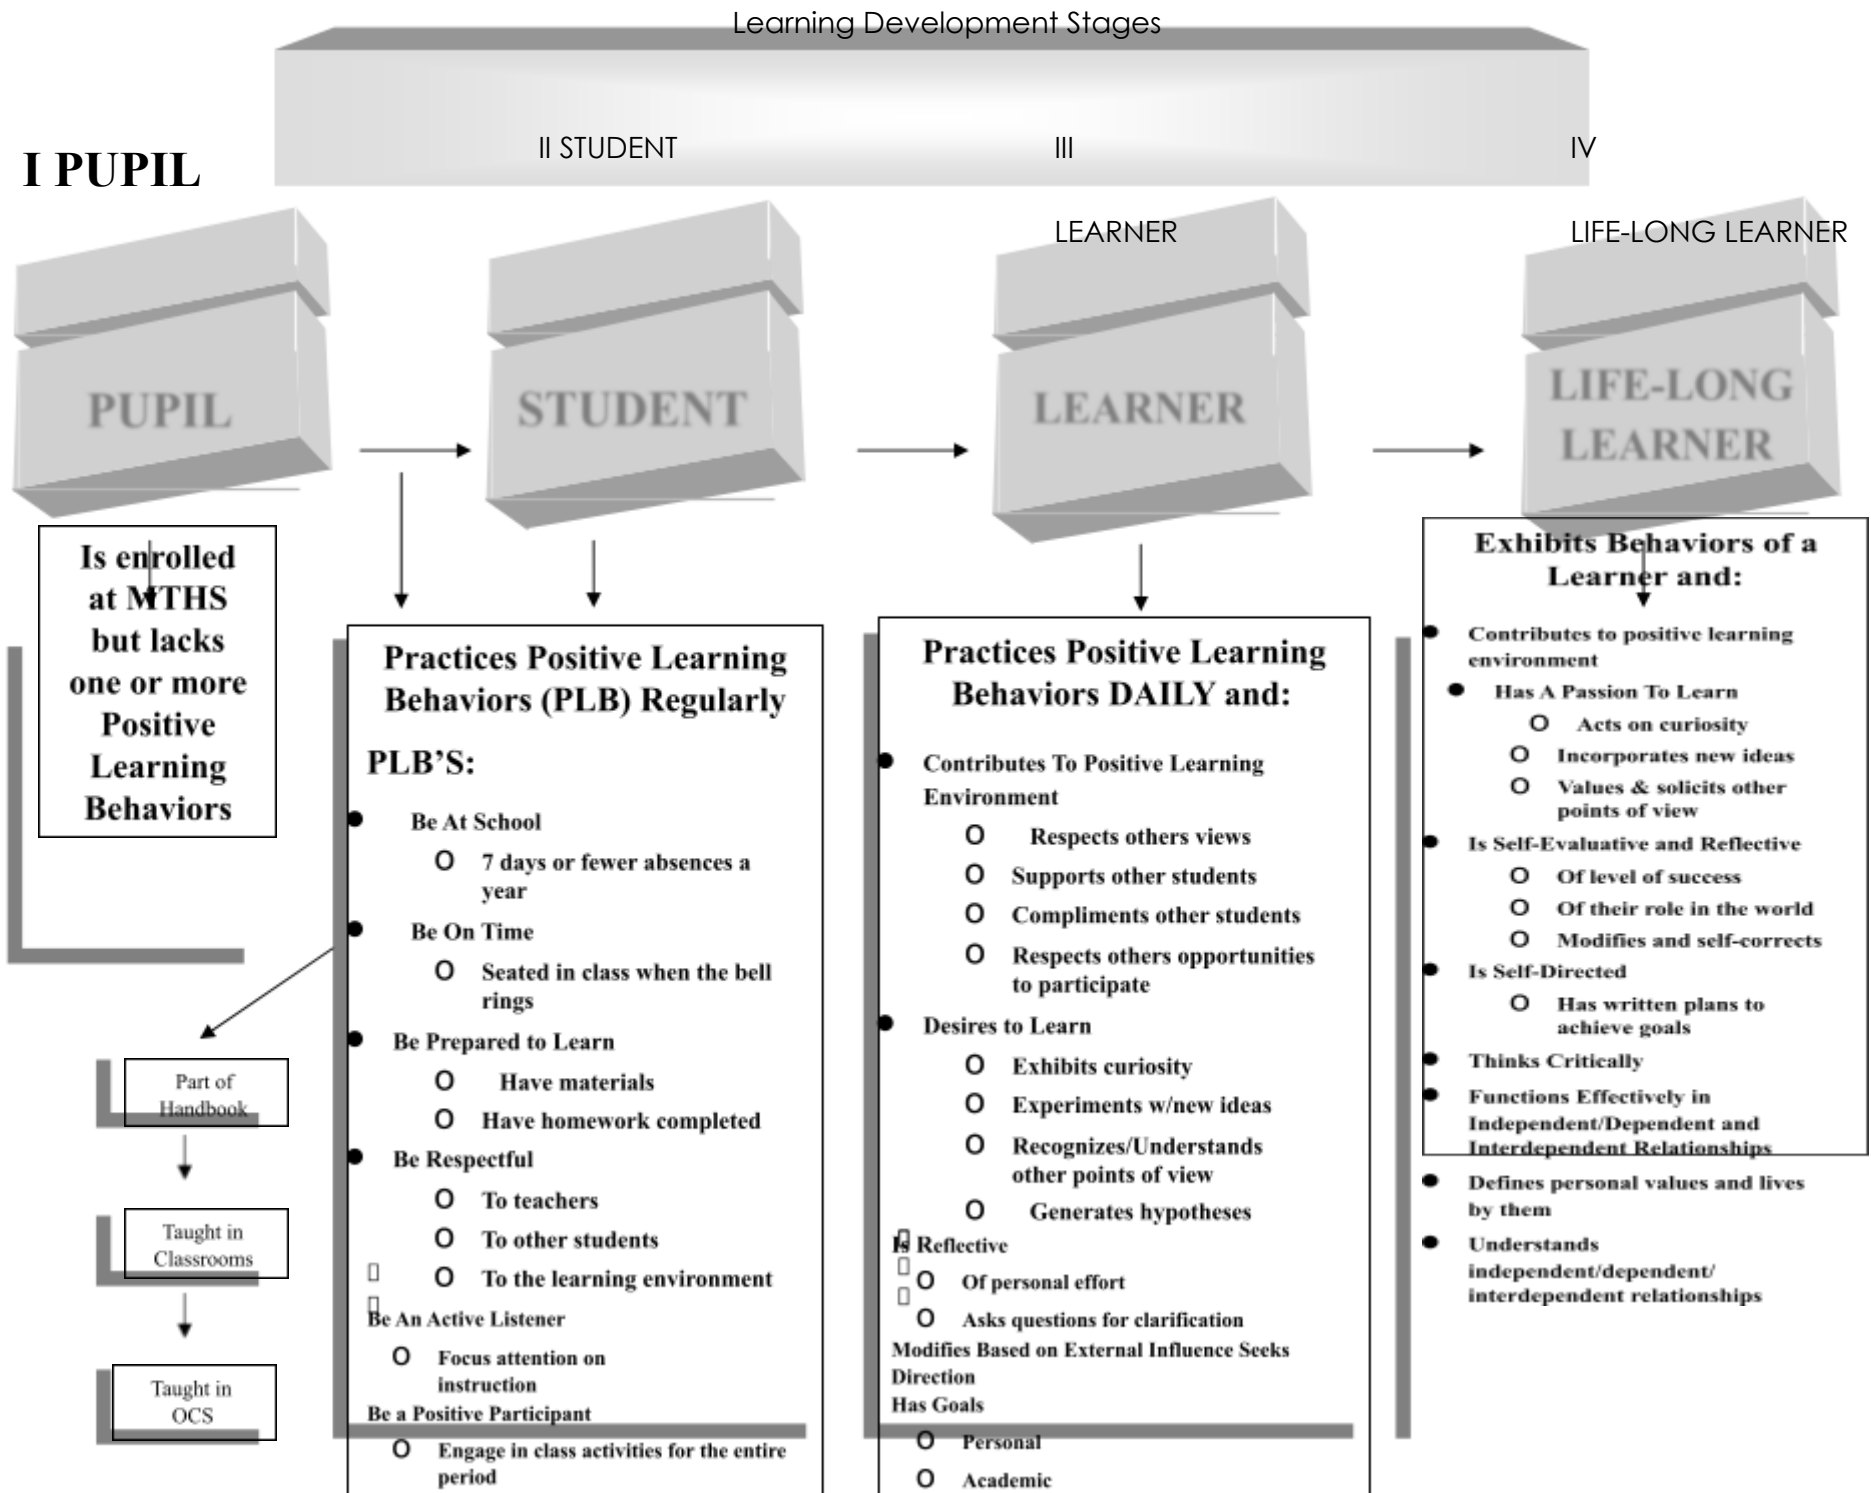 Learning Development Stages
I PUPIL
II STUDENT
III
IV
LEARNER
LIFE-LONG LEARNER
PUPIL
STUDENT
LEARNER
LIFE-LONG
LEARNER
Is enrolled
at MTHS
but lacks
one or more
Positive
Learning
Behaviors
Part of
Handbook
Taught in
Classrooms
Taught in
OCS
Practices Positive Learning
Behaviors (PLB) Regularly
PLB’S:
● Be At School
O 7 days or fewer absences a
year
● Be On Time
O Seated in class when the bell
rings
● Be Prepared to Learn
O Have materials
O Have homework completed
● Be Respectful
O To teachers
O To other students
O To the learning environment
Be An Active Listener
O Focus attention on
instruction
Be a Positive Participant
O Engage in class activities for the entire
period
Practices Positive Learning
Behaviors DAILY and:
● Contributes To Positive Learning
Environment
O Respects others views
O Supports other students
O Compliments other students
O Respects others opportunities
to participate
● Desires to Learn
O Exhibits curiosity
O Experiments w/new ideas
O Recognizes/Understands
other points of view
O Generates hypotheses
Is Reflective
O Of personal effort
O Asks questions for clarification
Modifies Based on External Influence Seeks
Direction
Has Goals
O Personal
O Academic
Exhibits Behaviors of a
Learner and:
● Contributes to positive learning
environment
● Has A Passion To Learn
O Acts on curiosity
O Incorporates new ideas
O Values & solicits other
points of view
● Is Self-Evaluative and Reflective
O Of level of success
O Of their role in the world
O Modifies and self-corrects
● Is Self-Directed
O Has written plans to
achieve goals
● Thinks Critically
● Functions Effectively in
Independent/Dependent and
Interdependent Relationships
● Defines personal values and lives
by them
● Understands
independent/dependent/
interdependent relationships